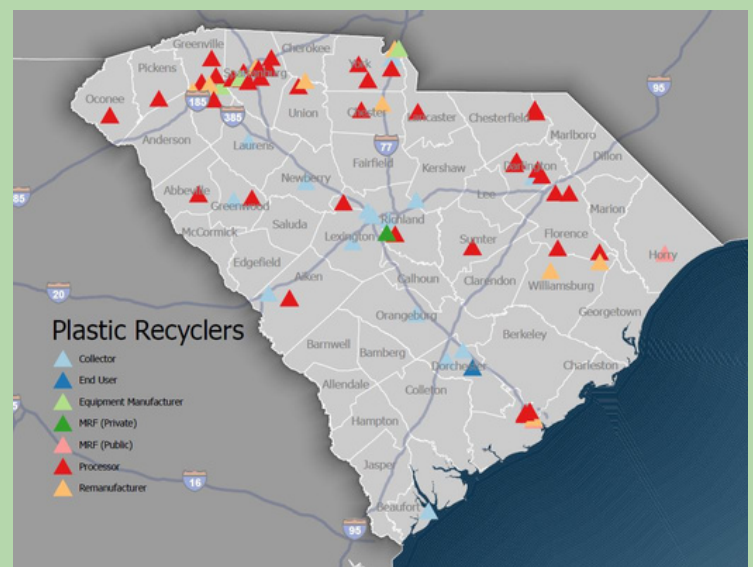 Cherokee
Greenville
York
Pickens
Spartanburg
Oconee
185
385
Union
Chester
Lancaster
Chesterfield
95
Marlboro
Anderson
Laurens
77
Dillon
Fairfield
Darlington
Kershaw
Newberry
Lee
Abbeville
Greenwood
Marion
85
Saluda
Richland
McCormick
Lexington
Florence
Sumter
Horry
Edgefield
Aiken
Calhoun
Clarendon
Williamsburg
20
Orangeburg
Georgetown
Plastic Recyclers
Barnwell
Bamberg
Berkeley
Collector
Dorchester
Charleston
End User
Allendale
Colleton
Equipment Manufacturer
MRF (Private)
Hampton
MRF (Public)
Processor
Jasper
16
Remanufacturer
Beaufort
95